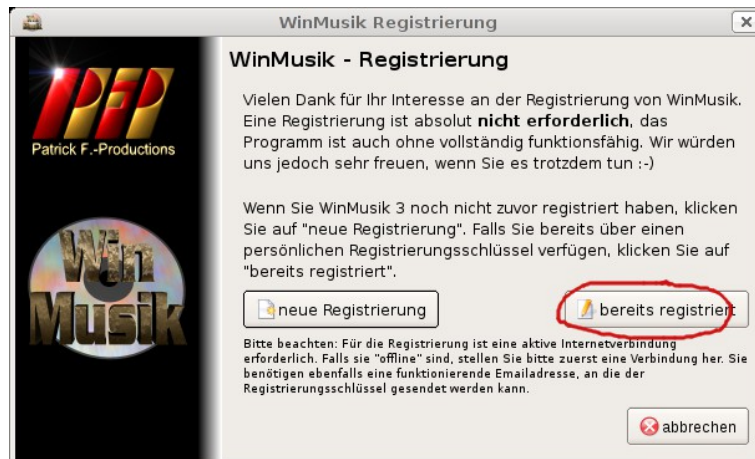 WinMusik Registrierung
PFP
Patrick F.-Productions
Win
Musik
WinMusik - Registrierung
Vielen Dank für Ihr Interesse an der Registrierung von WinMusik.
Eine Registrierung ist absolut nicht erforderlich, das
Programm ist auch ohne vollständig funktionsfähig. Wir würden
uns jedoch sehr freuen, wenn Sie es trotzdem tun :-)
Wenn Sie WinMusik 3 noch nicht zuvor registriert haben, klicken
Sie auf "neue Registrierung". Falls Sie bereits über einen
persönlichen Registrierungsschlüssel verfügen, klicken Sie auf
"bereits registriert".
neue Registrierung
bereits registriert
Bitte beachten: Für die Registrierung ist eine aktive Internetverbindung
erforderlich. Falls sie "offline" sind, stellen Sie bitte zuerst eine Verbindung her. Sie
benötigen ebenfalls eine funktionierende Emailadresse, an die der
Registrierungsschlüssel gesendet werden kann.
abbrechen